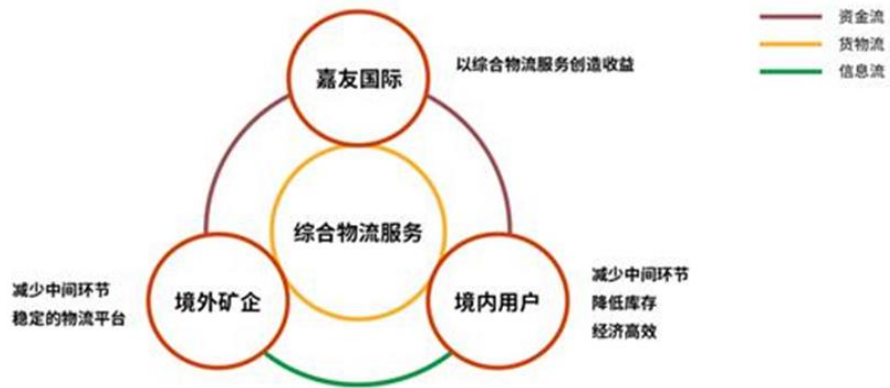 资金流
货物流
信息流
嘉友国际
以综合物流服务创造收益
综合物流服务
境外矿企
减少中间环节
稳定的物流平台
境内用户
减少中间环节
降低库存
经济高效